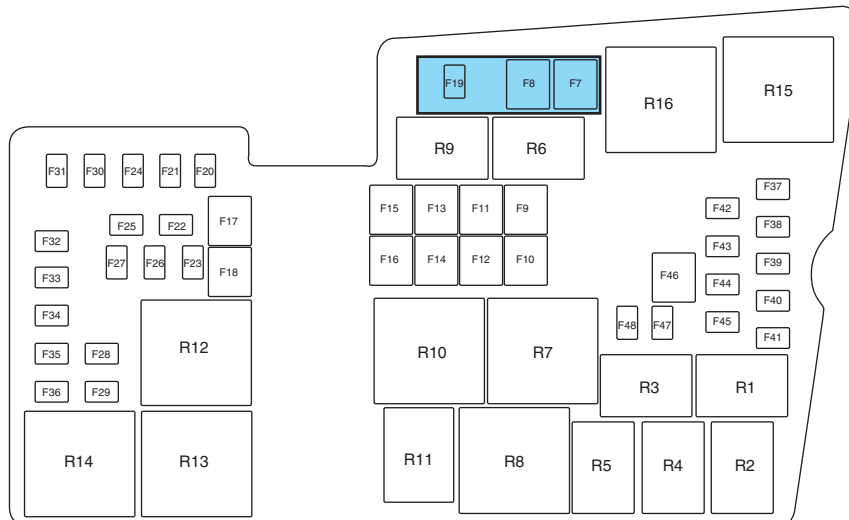 F19 F8 F7
R16
R15
R9 R6
F31 F30 F24 F21 F20
F37
F15 F13 F11 F9
F42
F17
F25 F22
F38
F32
F43
F27 F26 F23
F16 F14 F12 F10
F39
F18
F33
F46
F44
F40
F34
F48 F47
F45
F41
R12
R10 R7
F35 F28
R3 R1
F36 F29
R14 R13
R11 R8 R5 R4 R2